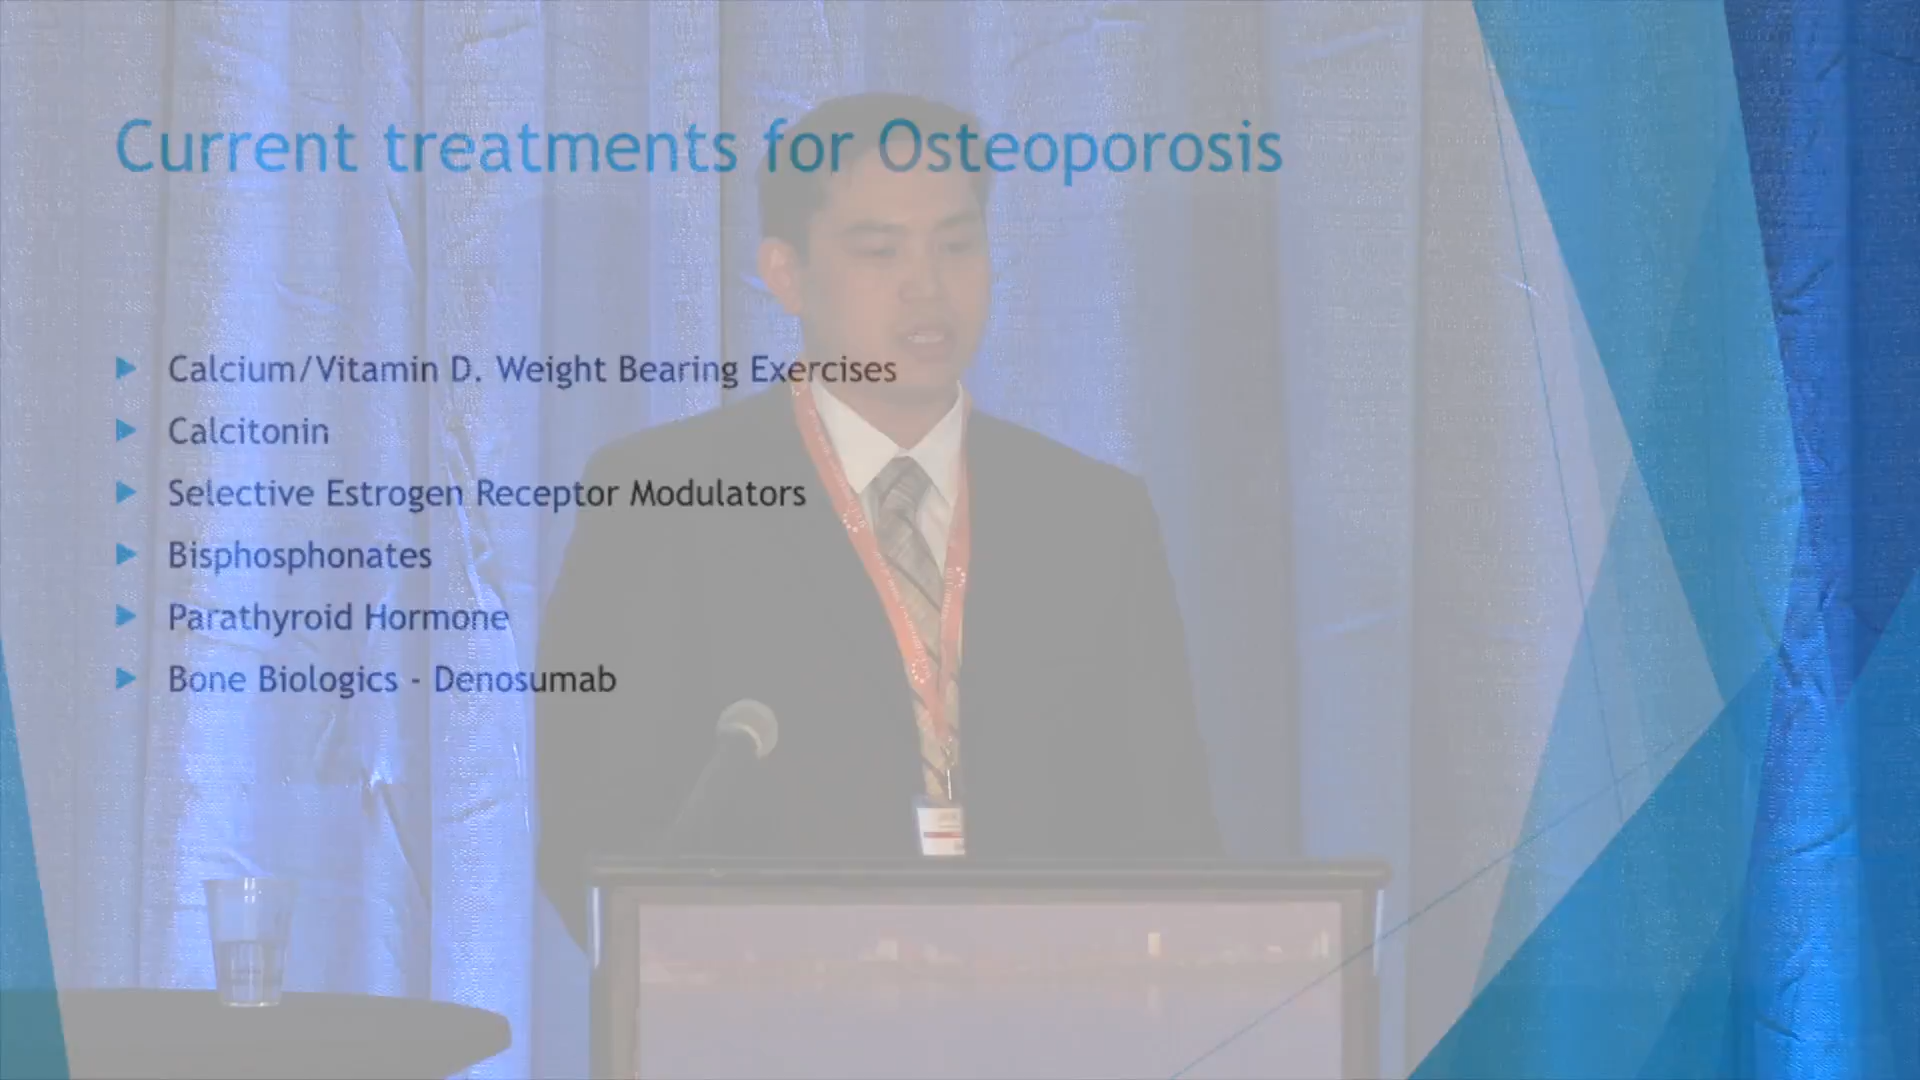 Current treatments for Osteoporosis
Calcium/Vitamin D. Weight Bearing Exercises
Calcitonin
Selective Estrogen Receptor Modulators
Bisphosphonates
Parathyroid Hormone
Bone Biologics - Denosumab